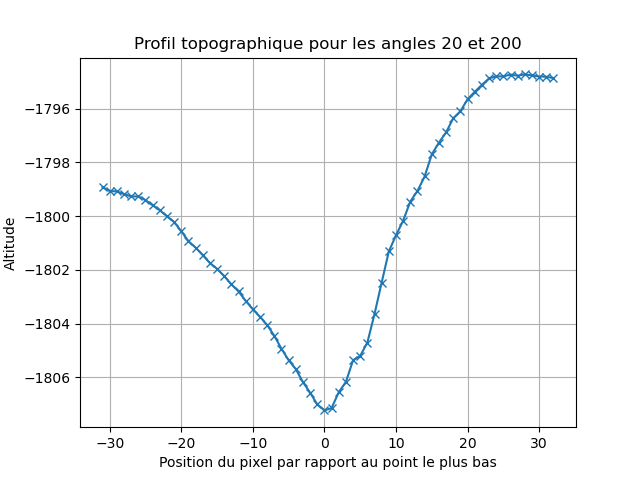 Profil topographique pour les angles 20 et 200
Altitude
−1796
−1798
−1800
−1802
−1804
−1806
−30 −20 −10 0 10 20 30
Position du pixel par rapport au point le plus bas